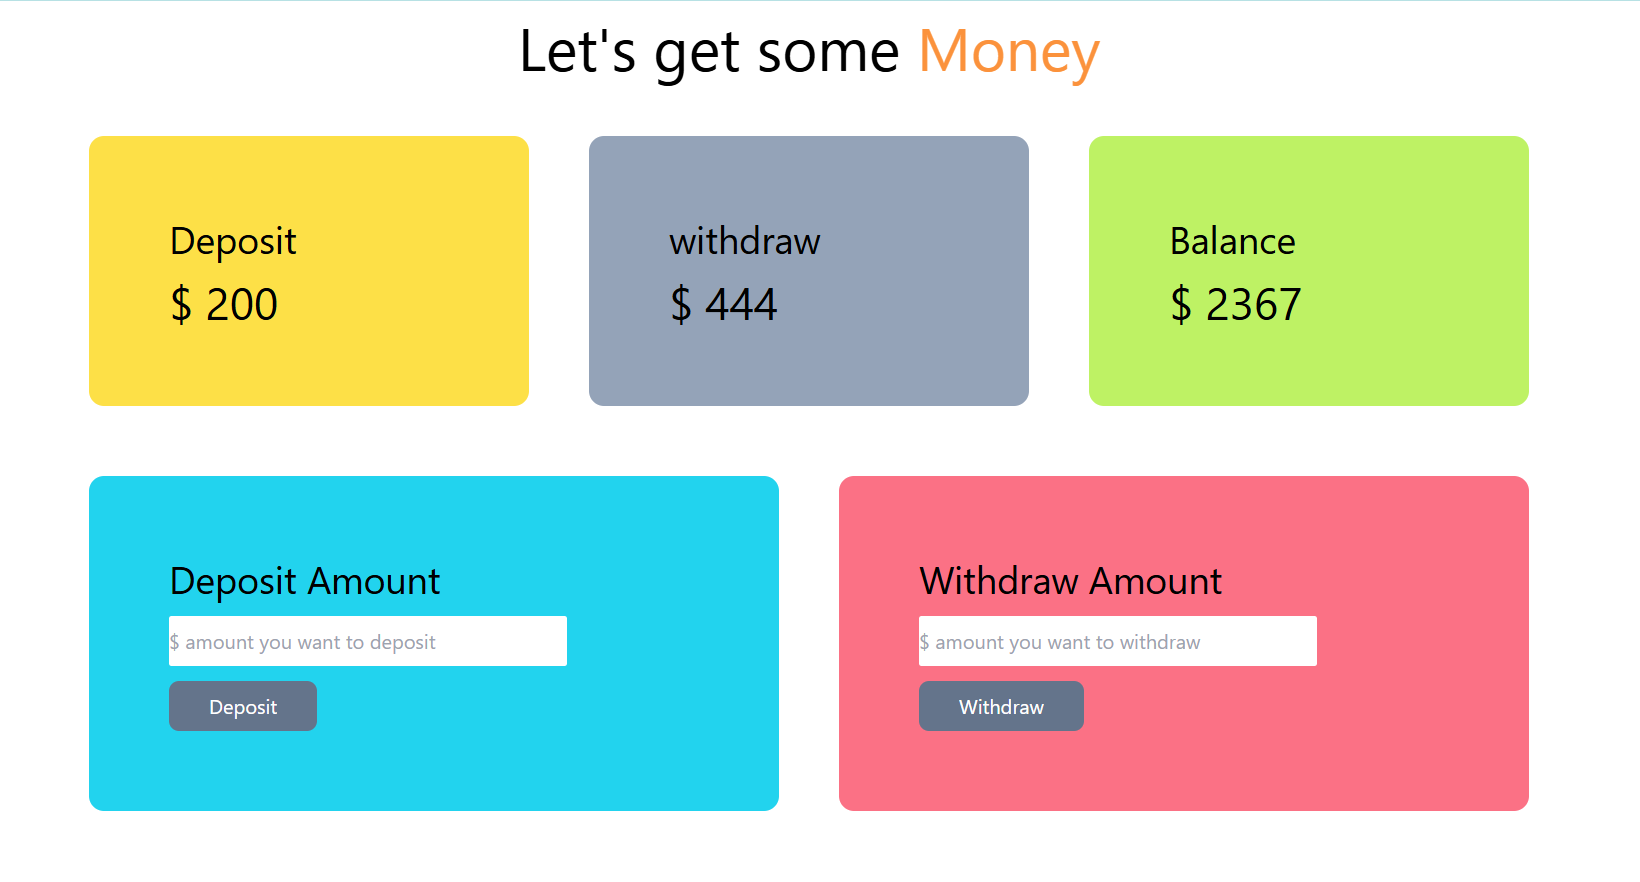 Let's get some Money
Deposit
$ 200
withdraw
$ 444
Balance
$ 2367
Deposit Amount
$ amount you want to deposit
Deposit
Withdraw Amount
$ amount you want to withdraw
Withdraw